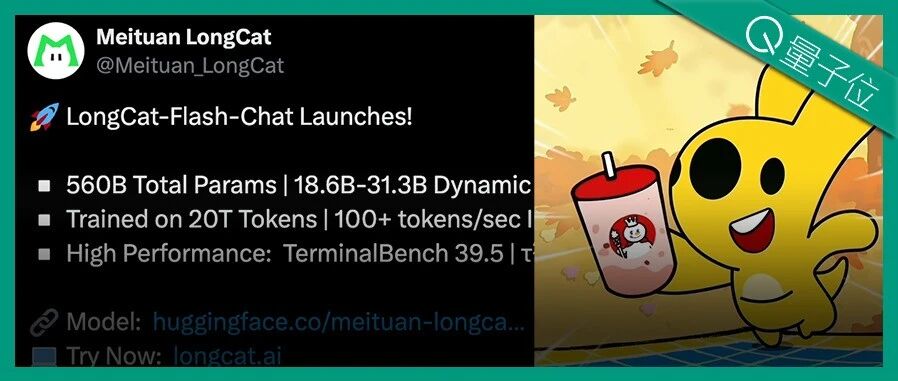 Meituan LongCat
@Meituan_LongCat
🚀 LongCat-Flash-Chat Launches!
▪ 560B Total Params | 18.6B-31.3B Dynamic
▪ Trained on 20T Tokens | 100+ tokens/sec
▪ High Performance: TerminalBench 39.5 | τ
🔗 Model: huggingface.co/meituan-longca...
💻 Try Now: longcat.ai
量子位